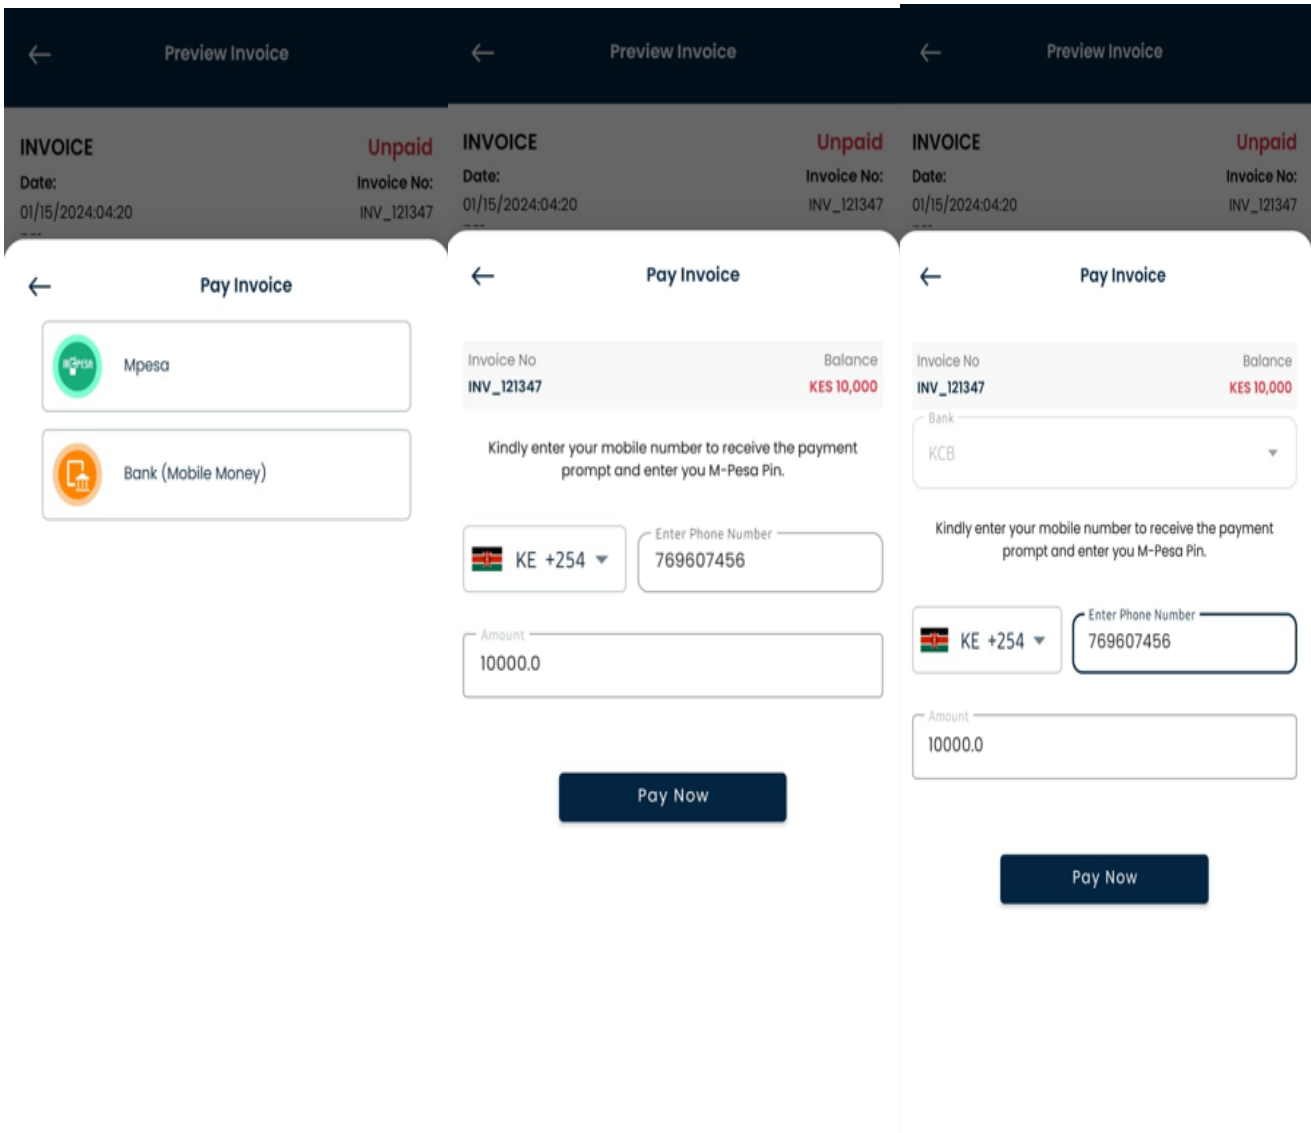 Preview Invoice
INVOICE Unpaid
Date: Invoice No:
01/15/2024:04:20 INV_121347
Pay Invoice
Mpesa
Bank (Mobile Money)
Preview Invoice
INVOICE Unpaid
Date: Invoice No:
01/15/2024:04:20 INV_121347
Pay Invoice
Invoice No Balance
INV_121347 KES 10,000
Kindly enter your mobile number to receive the payment
prompt and enter you M-Pesa Pin.
Enter Phone Number
KE +254 769607456
Amount
10000.0
Pay Now
Preview Invoice
INVOICE Unpaid
Date: Invoice No:
01/15/2024:04:20 INV_121347
Pay Invoice
Invoice No Balance
INV_121347 KES 10,000
Bank
KCB
Kindly enter your mobile number to receive the payment
prompt and enter you M-Pesa Pin.
Enter Phone Number
KE +254 769607456
Amount
10000.0
Pay Now